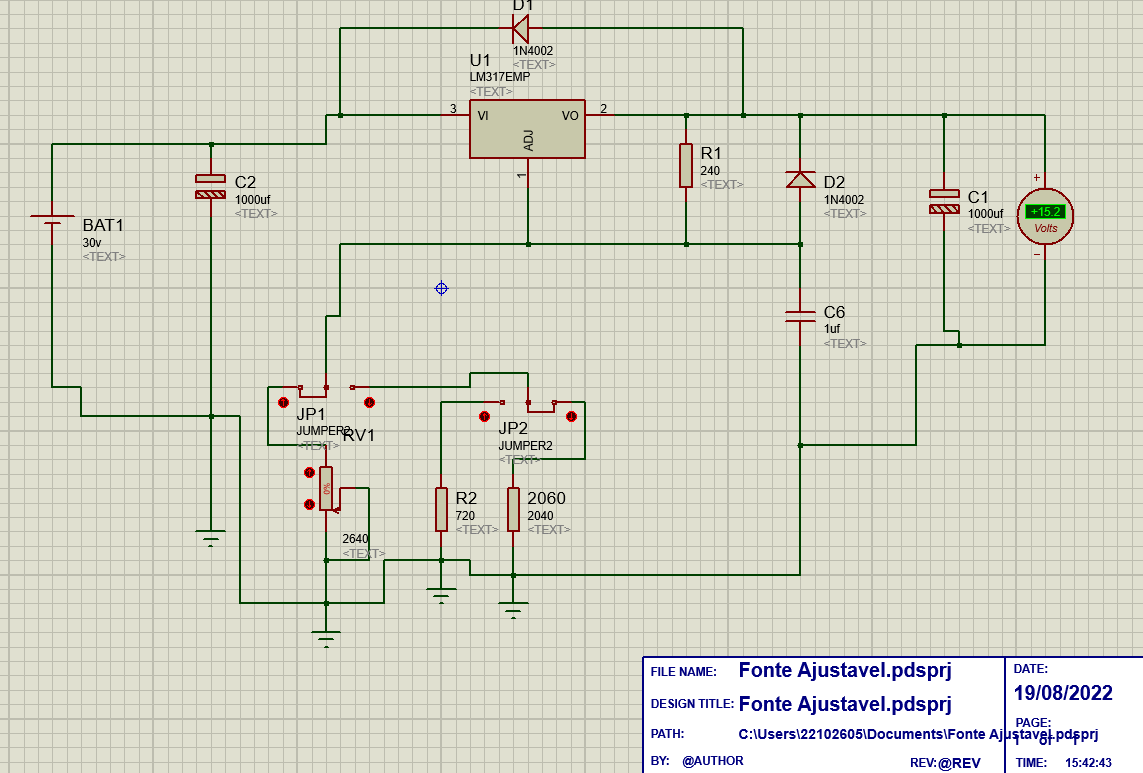 D1
1N4002
<TEXT>
U1
LM317EMP
<TEXT>
3
VI
VO
2
ADJ
1
R1
240
<TEXT>
D2
1N4002
<TEXT>
C2
1000uf
<TEXT>
C1
1000uf
<TEXT>
+
+15.2
Volts
−
BAT1
30v
<TEXT>
C6
1uf
<TEXT>
JP1
JUMPER2
<TEXT>
RV1
0%
2640
<TEXT>
JP2
JUMPER2
<TEXT>
R2
720
<TEXT>
2060
2040
<TEXT>
FILE NAME: Fonte Ajustavel.pdsprj
DESIGN TITLE: Fonte Ajustavel.pdsprj
PATH: C:\Users\22102605\Documents\Fonte Ajustavel.pdsprj
BY: @AUTHOR
REV:@REV
DATE:
19/08/2022
PAGE:
1 of 1
TIME: 15:42:43